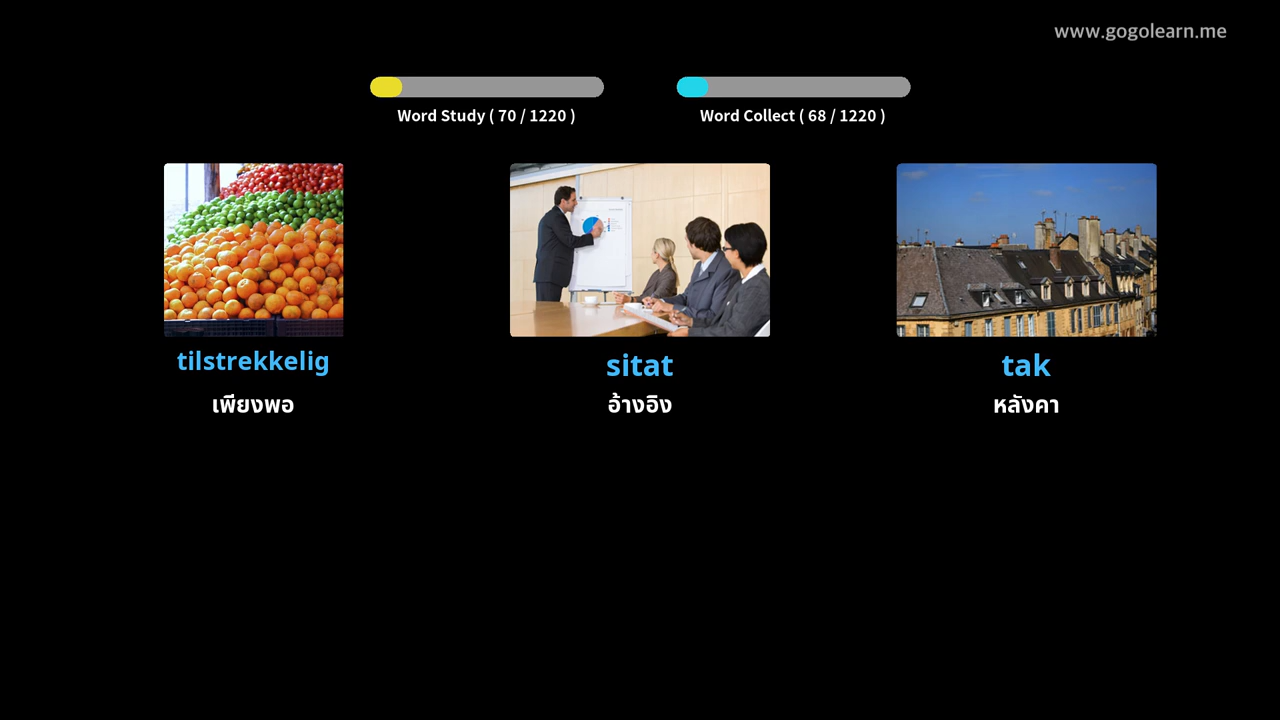 www.gogolearn.me
Word Study ( 70 / 1220 )
Word Collect ( 68 / 1220 )
tilstrekkelig
เพียงพอ
sitat
อ้างอิง
tak
หลังคา